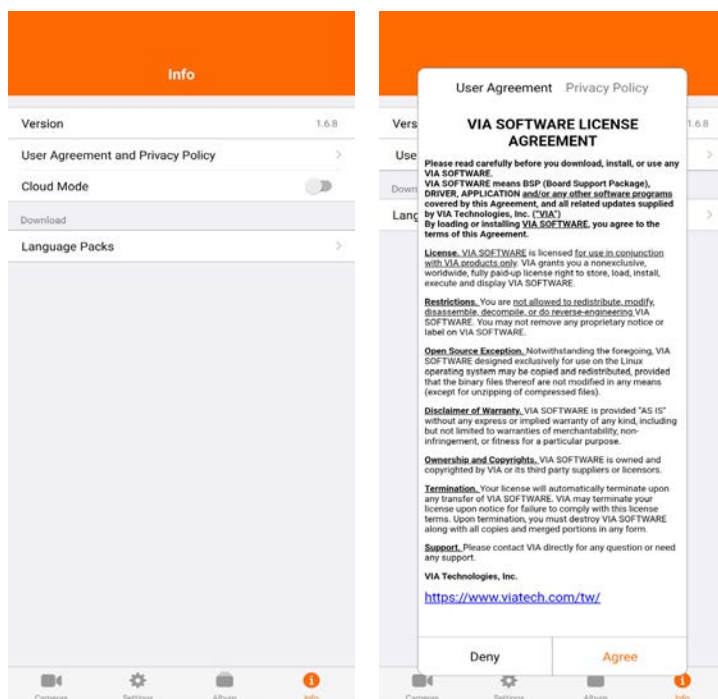 Info
Version 1.6.8
User Agreement and Privacy Policy
Cloud Mode
Download
Language Packs
Cameras Settings Album Info
User Agreement Privacy Policy
Vers 1.6.8
Use
Down
Lang
VIA SOFTWARE LICENSE
AGREEMENT
Please read carefully before you download, install, or use any
VIA SOFTWARE.
VIA SOFTWARE means BSP (Board Support Package),
DRIVER, APPLICATION and/or any other software programs
covered by this Agreement, and all related updates supplied
by VIA Technologies, Inc. ("VIA")
By loading or installing VIA SOFTWARE, you agree to the
terms of this Agreement.
License. VIA SOFTWARE is licensed for use in conjunction
with VIA products only. VIA grants you a nonexclusive,
worldwide, fully paid-up license right to store, load, install,
execute and display VIA SOFTWARE.
Restrictions. You are not allowed to redistribute, modify,
disassemble, decompile, or do reverse-engineering VIA
SOFTWARE. You may not remove any proprietary notice or
label on VIA SOFTWARE.
Open Source Exception. Notwithstanding the foregoing, VIA
SOFTWARE designed exclusively for use on the Linux
operating system may be copied and redistributed, provided
that the binary files thereof are not modified in any means
(except for unzipping of compressed files).
Disclaimer of Warranty. VIA SOFTWARE is provided "AS IS"
without any express or implied warranty of any kind, including
but not limited to warranties of merchantability, non-
infringement, or fitness for a particular purpose.
Ownership and Copyrights. VIA SOFTWARE is owned and
copyrighted by VIA or its third party suppliers or licensors.
Termination. Your license will automatically terminate upon
any transfer of VIA SOFTWARE. VIA may terminate your
license upon notice for failure to comply with this license
terms. Upon termination, you must destroy VIA SOFTWARE
along with all copies and merged portions in any form.
Support. Please contact VIA directly for any question or need
any support.
VIA Technologies, Inc.
https://www.viatech.com/tw/
Deny Agree
Cameras Settings Album Info